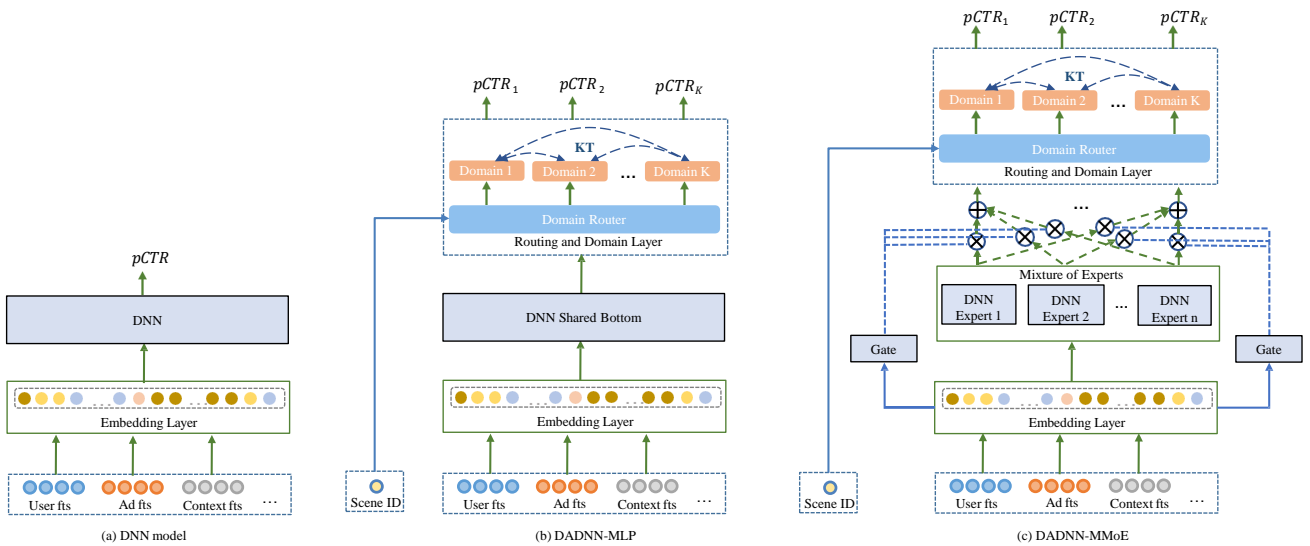 pCTR
DNN
... ...
Embedding Layer
User fts
Ad fts
Context fts
...
(a) DNN model
pCTR1
pCTR2
pCTRK
KT
Domain 1
Domain 2
...
Domain K
Domain Router
Routing and Domain Layer
DNN Shared Bottom
... ...
Embedding Layer
Scene ID
User fts
Ad fts
Context fts
...
(b) DADNN-MLP
pCTR1
pCTR2
pCTRK
KT
Domain 1
Domain 2
...
Domain K
Domain Router
Routing and Domain Layer
...
Mixture of Experts
DNN
Expert 1
DNN
Expert 2
...
DNN
Expert n
Gate
Gate
... ...
Embedding Layer
Scene ID
User fts
Ad fts
Context fts
...
(c) DADNN-MMoE